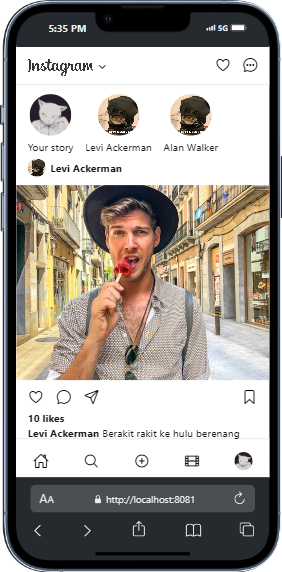 5:35 PM 5G
Instagram
Your story Levi Ackerman Alan Walker
Levi Ackerman
10 likes
Levi Ackerman Berakit rakit ke hulu berenang
AA http://localhost:8081